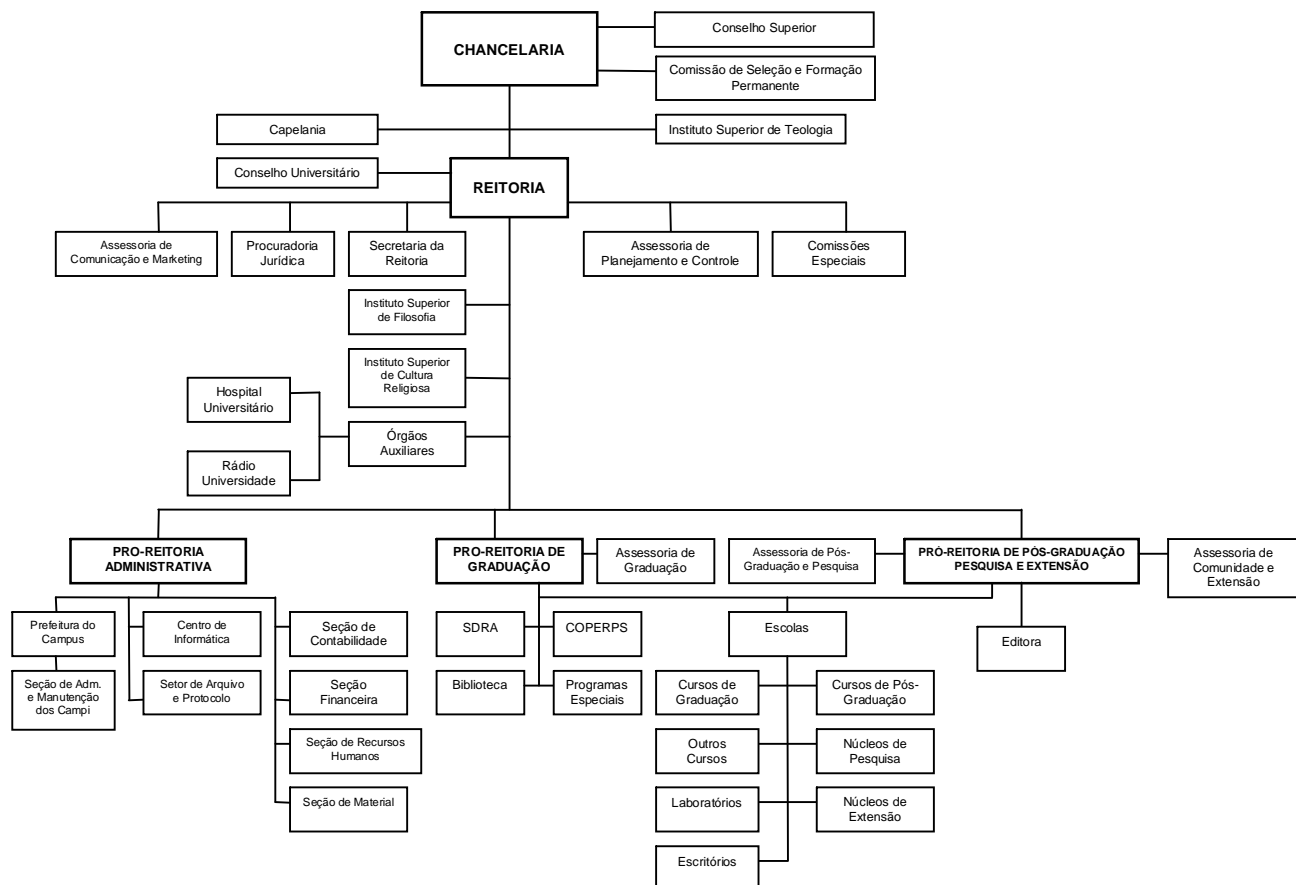 Conselho Superior
CHANCELARIA
Comissão de Seleção e Formação
Permanente
Capelania
Instituto Superior de Teologia
Conselho Universitário
REITORIA
Assessoria de
Comunicação e Marketing
Procuradoria
Jurídica
Secretaria da
Reitoria
Assessoria de
Planejamento e Controle
Comissões
Especiais
Instituto Superior
de Filosofia
Instituto Superior
de Cultura
Religiosa
Hospital
Universitário
Órgãos
Auxiliares
Rádio
Universidade
PRO-REITORIA
ADMINISTRATIVA
PRO-REITORIA DE
GRADUAÇÃO
Assessoria de
Graduação
Assessoria de Pós-
Graduação e Pesquisa
PRÓ-REITORIA DE PÓS-GRADUAÇÃO
PESQUISA E EXTENSÃO
Assessoria de
Comunidade e
Extensão
Prefeitura do
Campus
Centro de
Informática
Seção de
Contabilidade
SDRA
COPERPS
Escolas
Editora
Seção de Adm.
e Manutenção
dos Campi
Setor de Arquivo
e Protocolo
Seção
Financeira
Biblioteca
Programas
Especiais
Cursos de
Graduação
Cursos de Pós-
Graduação
Seção de Recursos
Humanos
Outros
Cursos
Núcleos de
Pesquisa
Seção de Material
Laboratórios
Núcleos de
Extensão
Escritórios